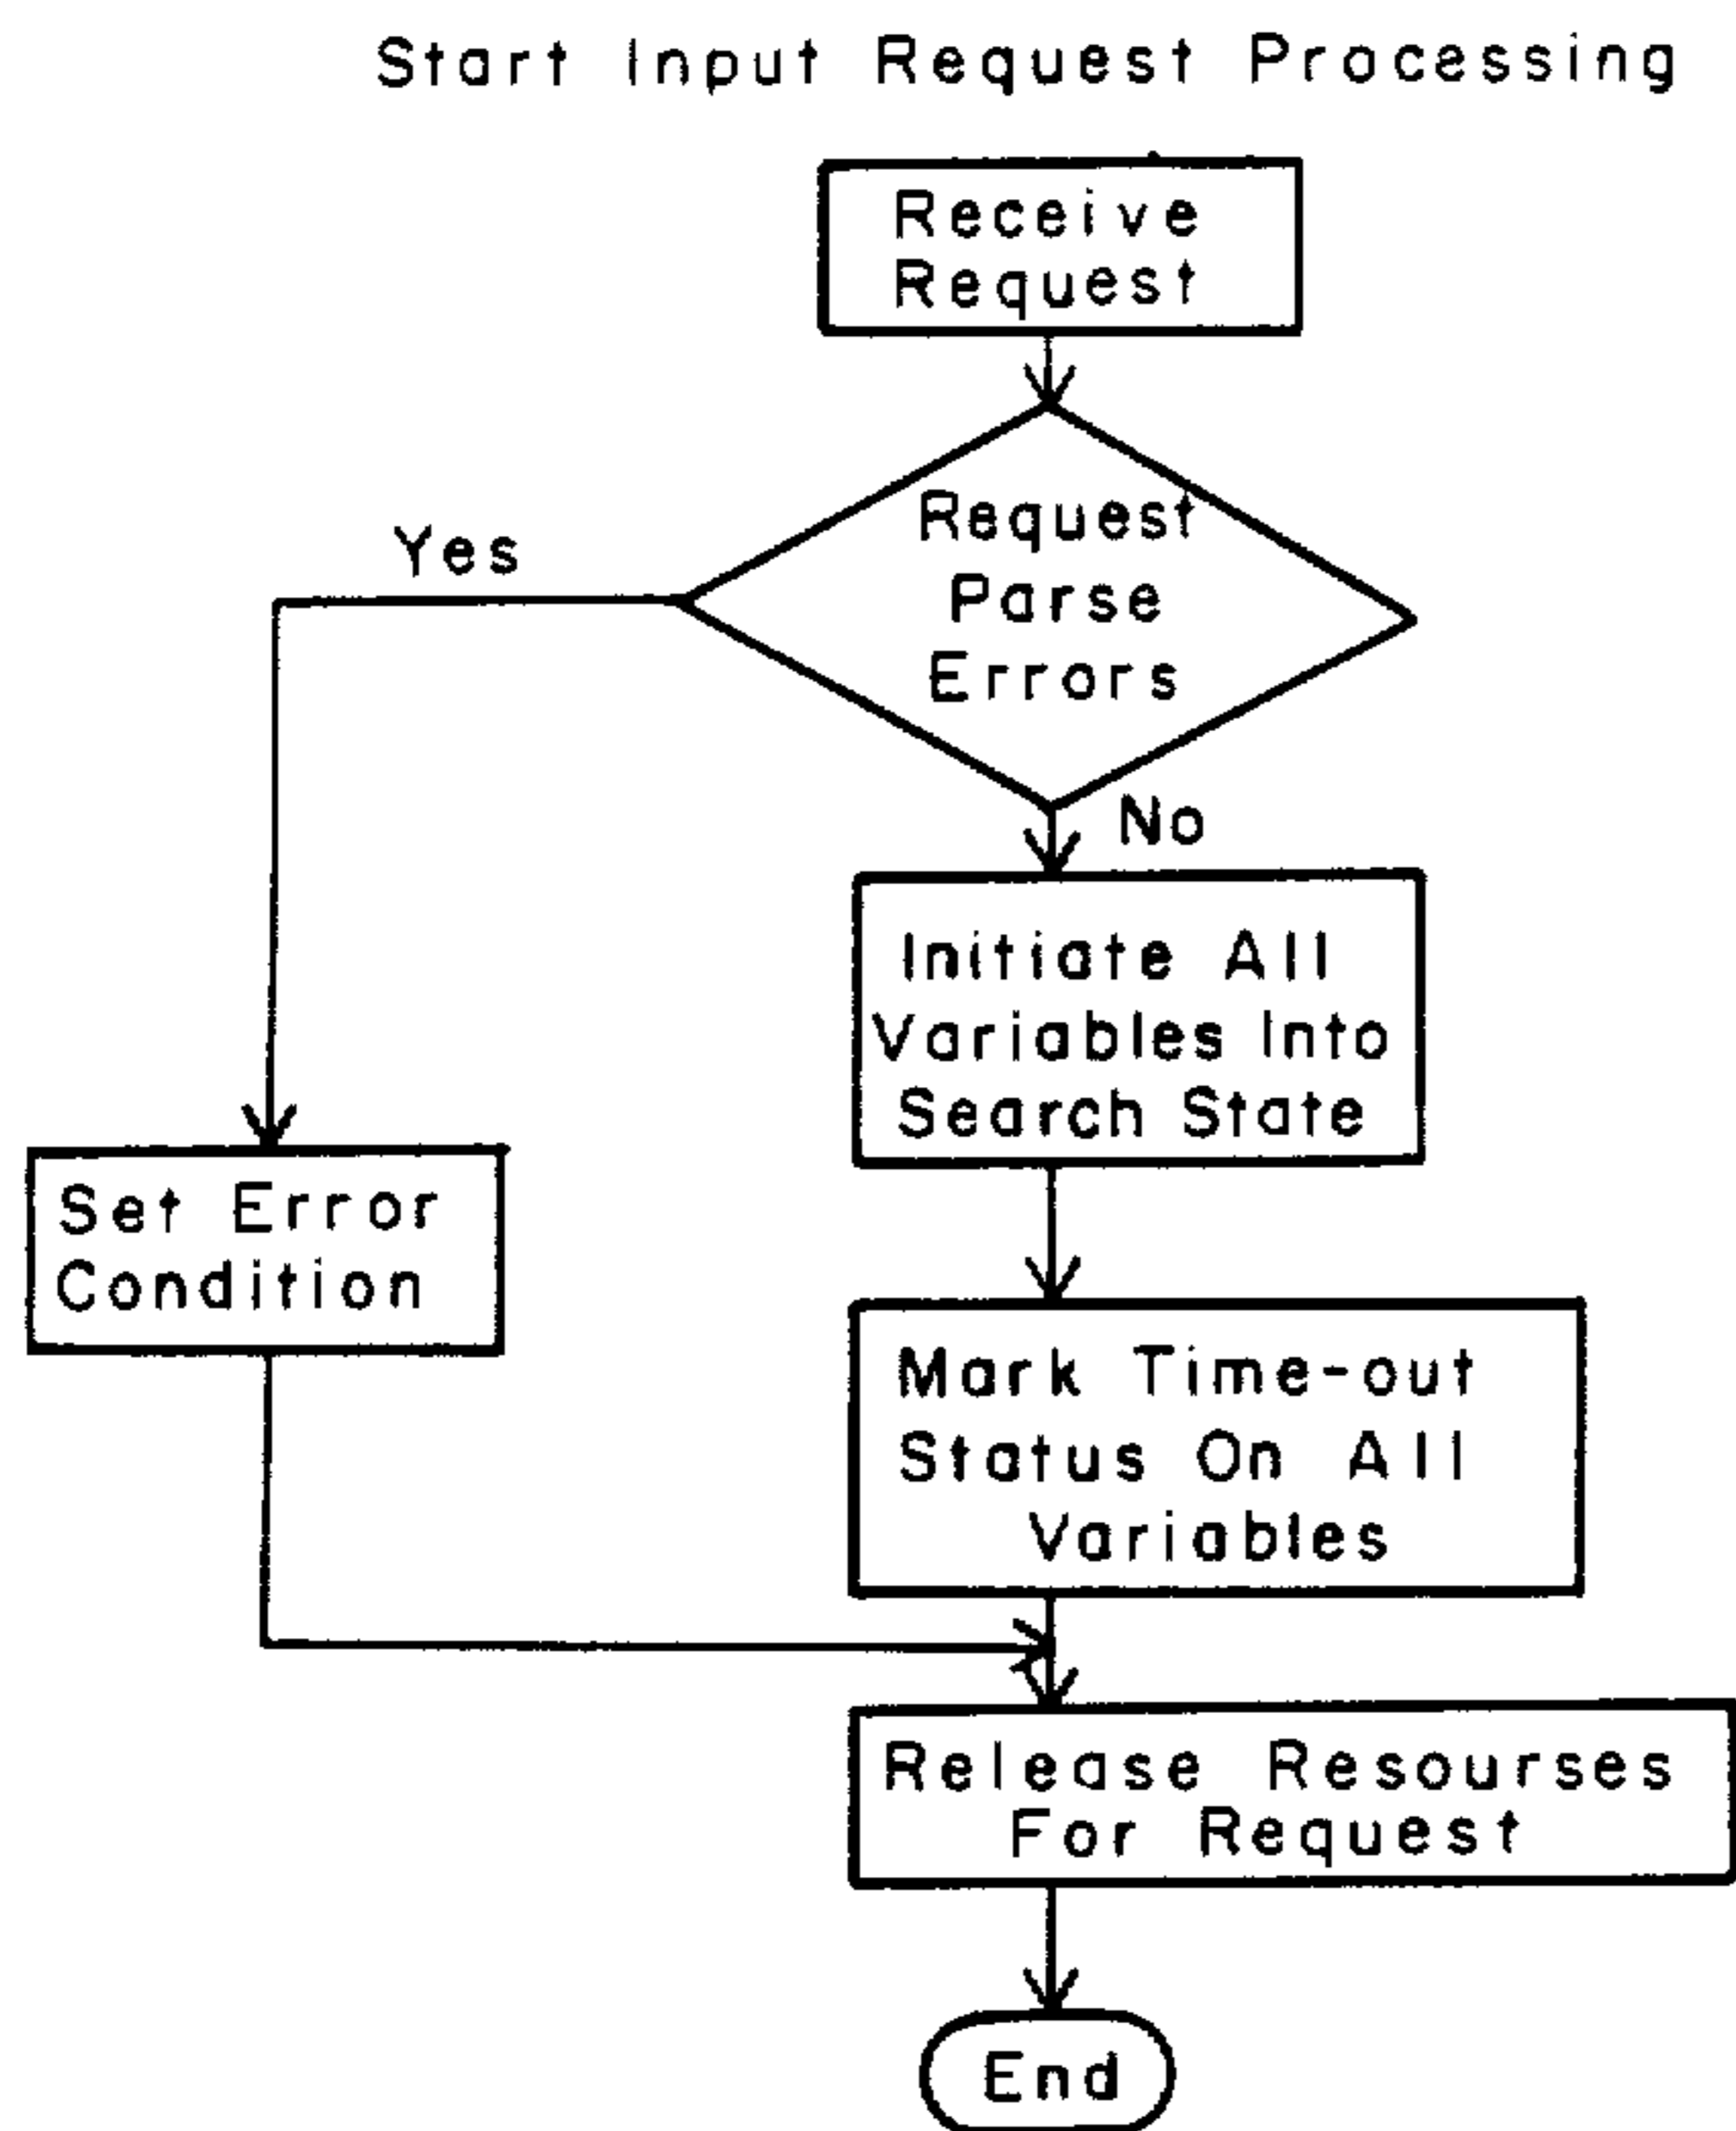 Start Input Request Processing
Receive
Request
Request
Parse
Errors
Yes
No
Initiate All
Variables Into
Search State
Set Error
Condition
Mark Time-out
Status On All
Variables
Release Resourses
For Request
End